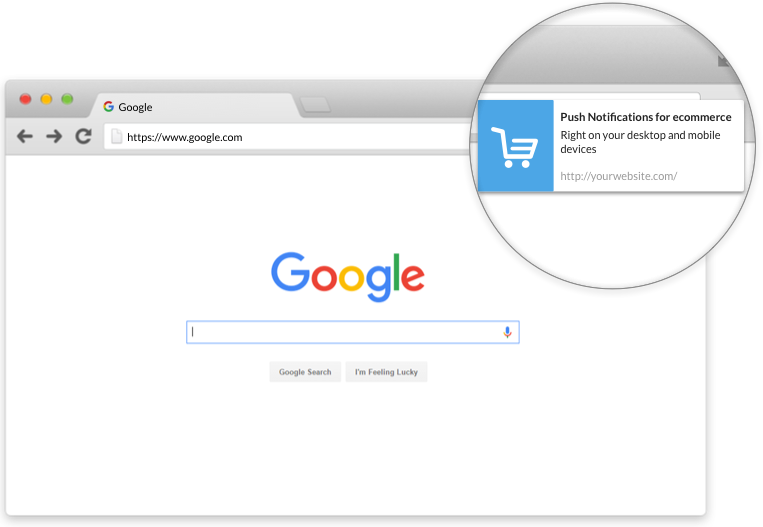 Google
https://www.google.com
Push Notifications for ecommerce
Right on your desktop and mobile
devices
http://yourwebsite.com/
Google
Google Search
I'm Feeling Lucky